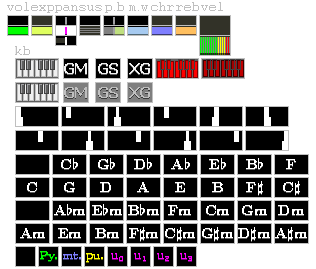 volexppansusp.b m.wchrrebvel
kb
GM GS XG
GM GS XG
C♭ G♭ D♭ A♭ E♭ B♭ F
C G D A E B F♯ C♯
A♭m E♭m B♭m Fm Cm Gm Dm
Am Em Bm F♯m C♯m G♯m D♯m A♯m
Py. mt. pu. u0 u1 u2 u3